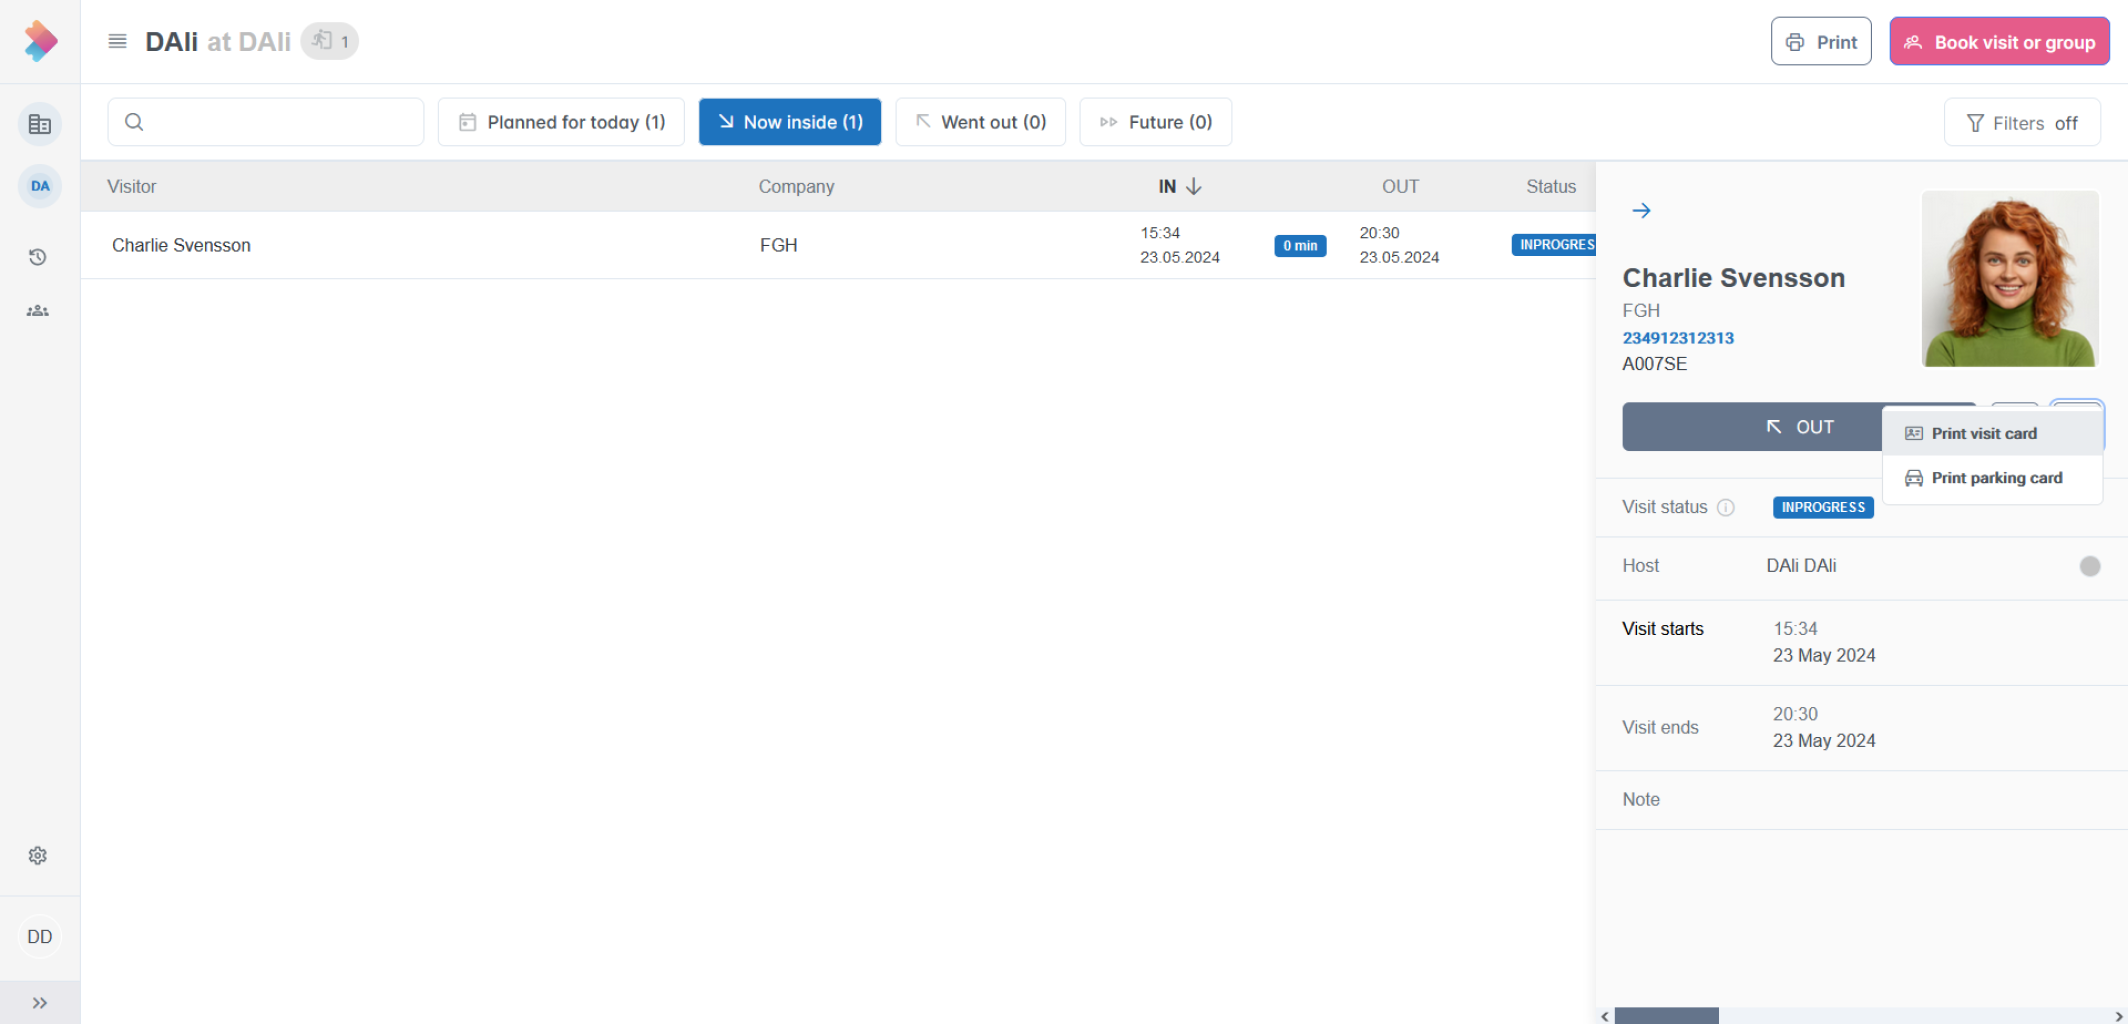 DAli at DAli 1
Print
Book visit or group
Planned for today (1)
Now inside (1)
Went out (0)
Future (0)
Filters off
DA
Visitor Company IN OUT Status
Charlie Svensson FGH 15:34 23.05.2024 0 min 20:30 23.05.2024 INPROGRES
Charlie Svensson
FGH
234912312313
A007SE
OUT
Print visit card
Print parking card
Visit status INPROGRESS
Host DAli DAli
Visit starts 15:34
23 May 2024
Visit ends 20:30
23 May 2024
Note
DD